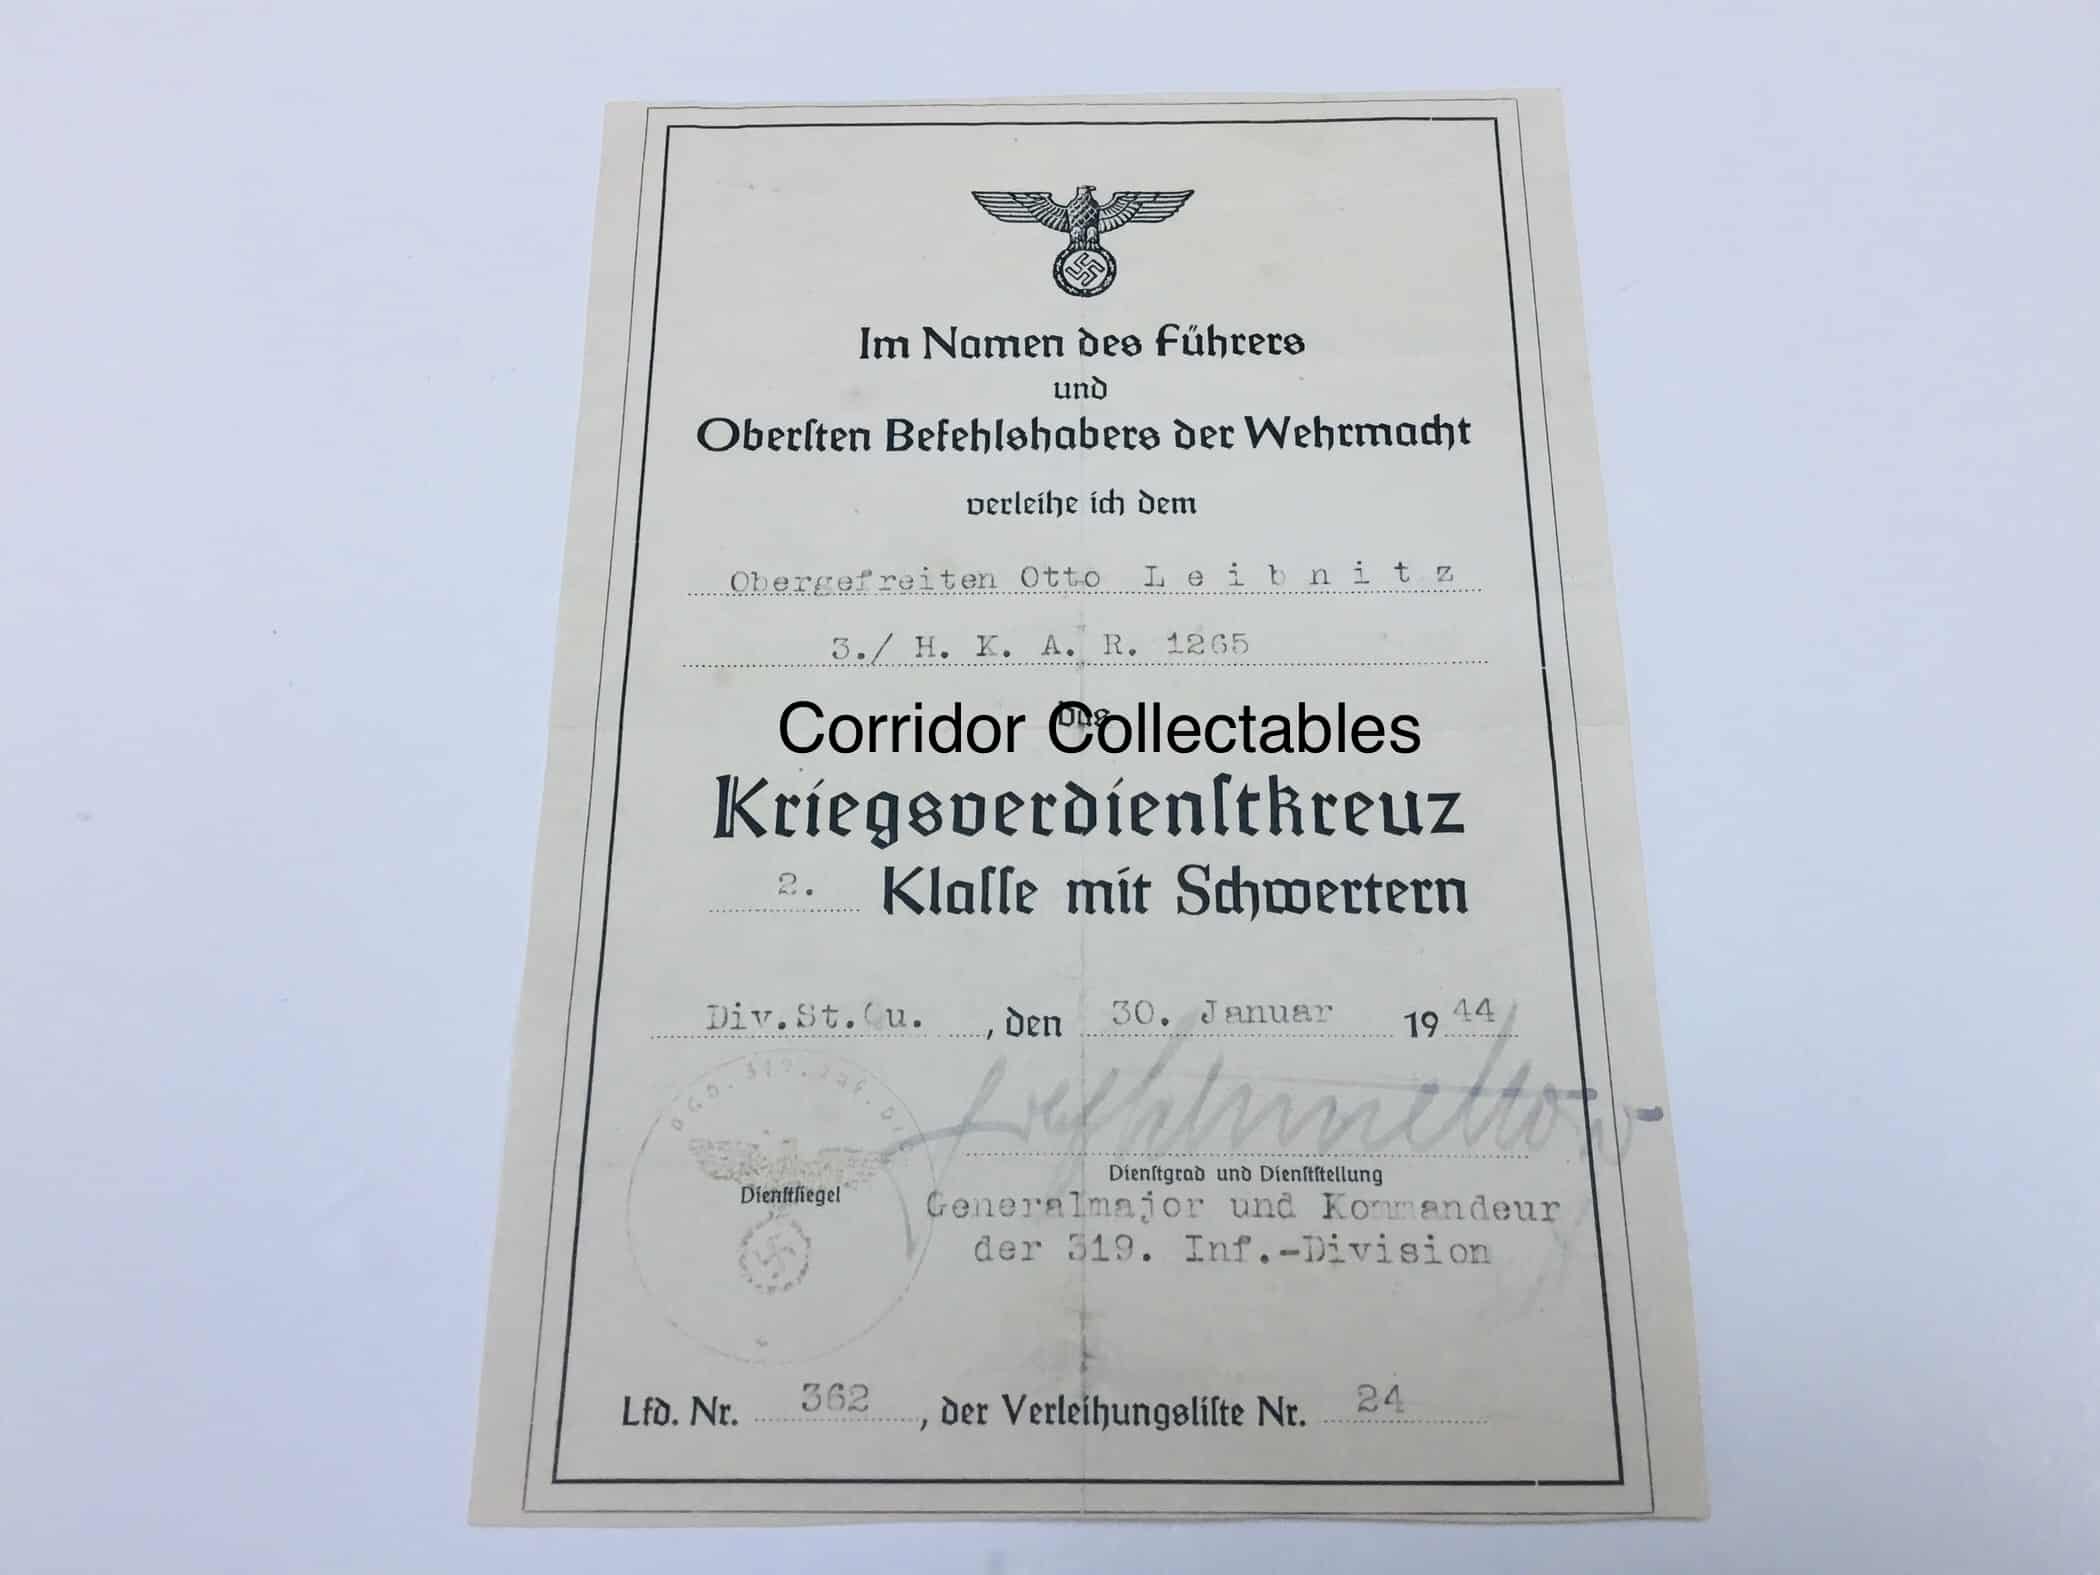 Im Namen des Führers
und
Oberſten Befehlshabers der Wehrmacht
verleihe ich dem
Obergefreiten Otto Leibnitz
3./ H. K. A. R. 1265
das
Corridor Collectables
Kriegsverdienſtkreuz
2. Klaſſe mit Schwertern
Div.St.Qu. , den 30. Januar 1944
Dienſtgrad und Dienſtſtellung
Dienſtſiegel
Generalmajor und Kommandeur
der 319. Inf.-Division
Lfd. Nr. 362 , der Verleihungsliſte Nr. 24